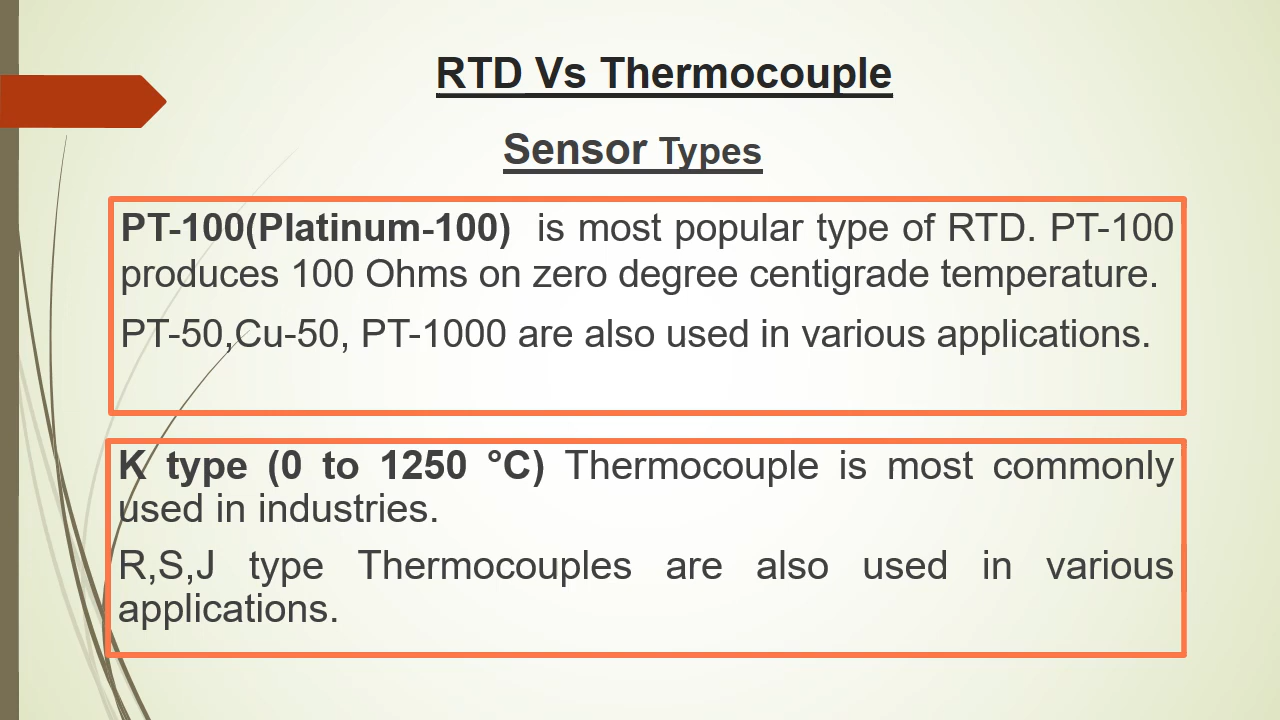 RTD Vs Thermocouple
Sensor Types
PT-100(Platinum-100) is most popular type of RTD. PT-100
produces 100 Ohms on zero degree centigrade temperature.
PT-50,Cu-50, PT-1000 are also used in various applications.
K type (0 to 1250 °C) Thermocouple is most commonly
used in industries.
R,S,J type Thermocouples are also used in various
applications.